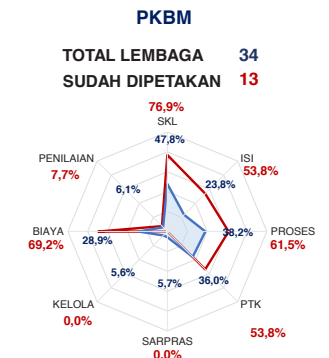 PKBM
TOTAL LEMBAGA 34
SUDAH DIPETAKAN 13
76,9%
SKL
47,8%
PENILAIAN
7,7%
ISI
53,8%
6,1%
23,8%
BIAYA
69,2%
28,9%
38,2%
PROSES
61,5%
5,6%
5,7%
36,0%
KELOLA
0,0%
PTK
53,8%
SARPRAS
0,0%